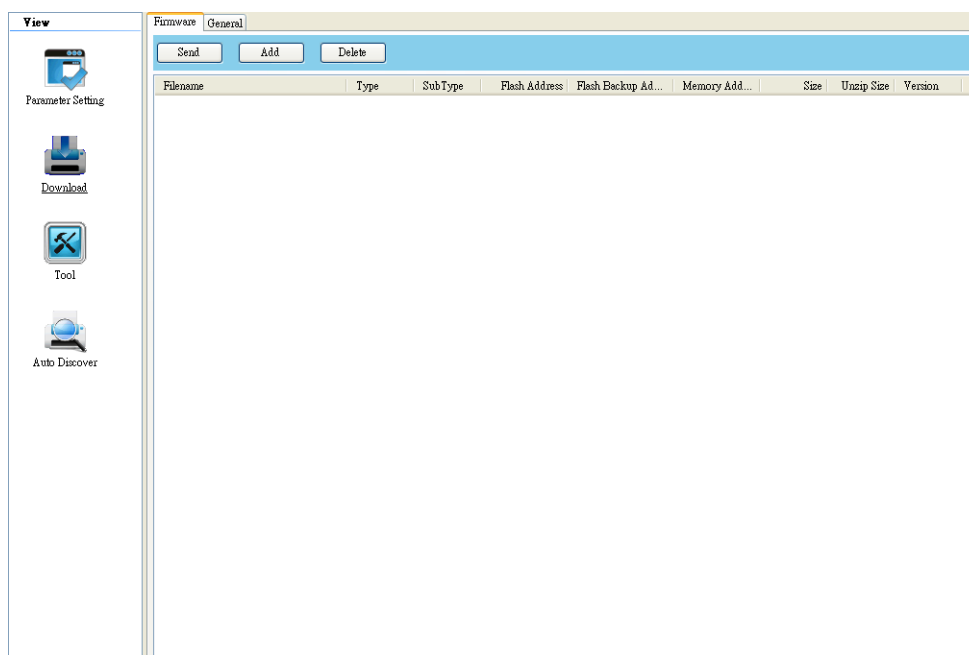 View
Parameter Setting
Download
Tool
Auto Discover
Firmware General
Send Add Delete
Filename Type SubType Flash Address Flash Backup Ad... Memory Add... Size Unzip Size Version